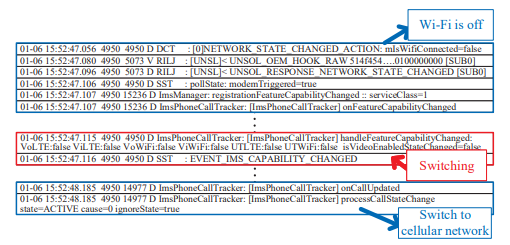 Wi-Fi is off
01-06 15:52:47.056 4950 4950 D DCT : [0]NETWORK_STATE_CHANGED_ACTION: mIsWifiConnected=false
01-06 15:52:47.080 4950 5073 V RILJ : [UNSL]< UNSOL_OEM_HOOK_RAW 514f454….0100000000 [SUB0]
01-06 15:52:47.096 4950 5073 D RILJ : [UNSL]< UNSOL_RESPONSE_NETWORK_STATE_CHANGED [SUB0]
01-06 15:52:47.106 4950 4950 D SST : pollState: modemTriggered=true
01-06 15:52:47.107 4950 15236 D ImsManager: registrationFeatureCapabilityChanged :: serviceClass=1
01-06 15:52:47.107 4950 15236 D ImsPhoneCallTracker: [ImsPhoneCallTracker] onFeatureCapabilityChanged
:
01-06 15:52:47.115 4950 4950 D ImsPhoneCallTracker: [ImsPhoneCallTracker] handleFeatureCapabilityChanged:
VoLTE:false ViLTE:false VoWiFi:false ViWiFi:false UTLTE:false UTWiFi:false isVideoEnabledStateChanged=false
01-06 15:52:47.116 4950 4950 D SST : EVENT_IMS_CAPABILITY_CHANGED
Switching
:
01-06 15:52:48.185 4950 14977 D ImsPhoneCallTracker: [ImsPhoneCallTracker] onCallUpdated
01-06 15:52:48.185 4950 14977 D ImsPhoneCallTracker: [ImsPhoneCallTracker] processCallStateChange
state=ACTIVE cause=0 ignoreState=true
Switch to
cellular network